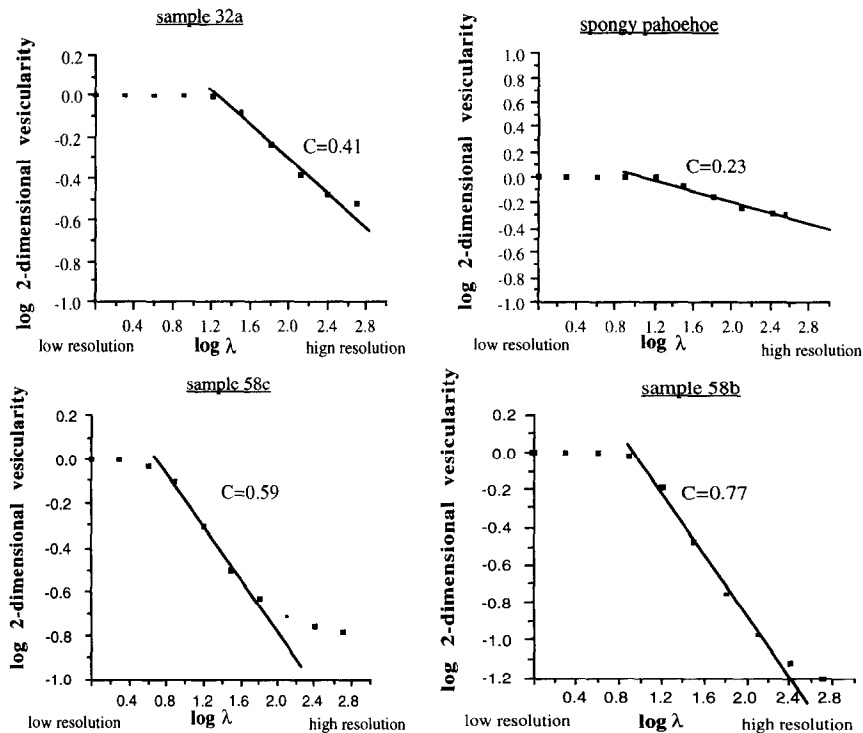 sample 32a
log 2-dimensional vesicularity
0.2
0.0
-0.2
-0.4
-0.6
-0.8
-1.0
C=0.41
0.4 0.8 1.2 1.6 2.0 2.4 2.8
low resolution log λ hign resolution
spongy pahoehoe
log 2-dimensional vesicularity
1.0
0.8
0.6
0.4
0.2
0.0
-0.2
-0.4
-0.6
-0.8
-1.0
C=0.23
0.4 0.8 1.2 1.6 2.0 2.4 2.8
low resolution log λ high resolution
sample 58c
log 2-dimensional vesicularity
0.2
0.0
-0.2
-0.4
-0.6
-0.8
-1.0
C=0.59
0.4 0.8 1.2 1.6 2.0 2.4 2.8
low resolution log λ high resolution
sample 58b
log 2-dimensional vesicularity
0.2
0.0
-0.2
-0.4
-0.6
-0.8
-1.0
-1.2
C=0.77
0.4 0.8 1.2 1.6 2.0 2.4 2.8
low resolution log λ high resolution